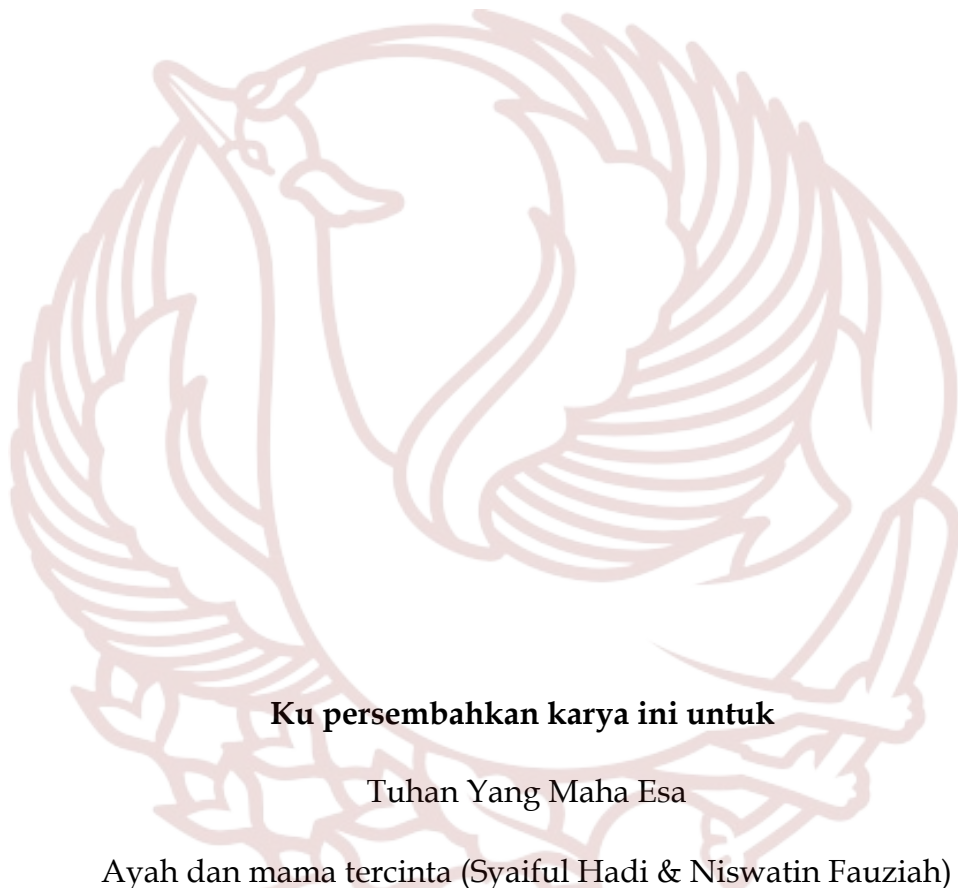 Ku persembahkan karya ini untuk
Tuhan Yang Maha Esa
Ayah dan mama tercinta (Syaiful Hadi & Niswatin Fauziah)